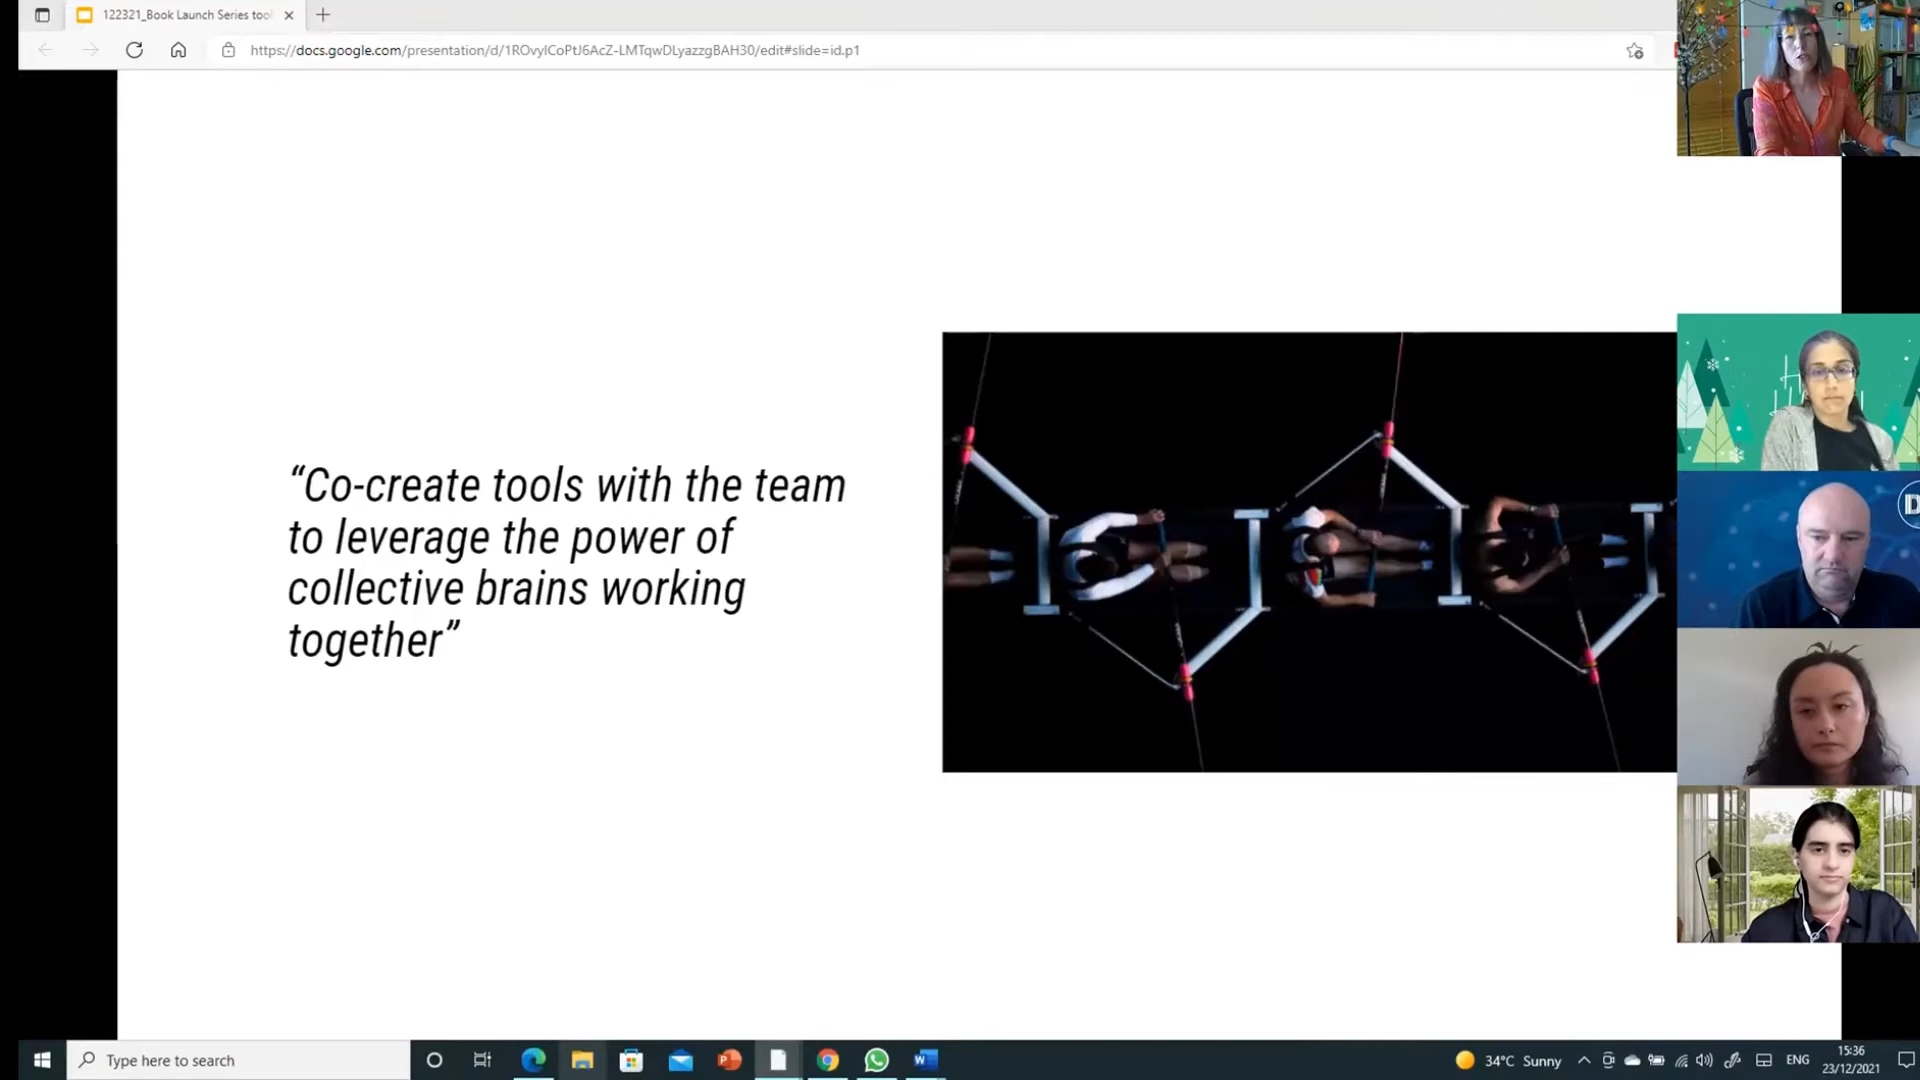 122321_Book Launch Series tool
https://docs.google.com/presentation/d/1ROvyICoPtJ6AcZ-LMTqwDLyazzgBAH30/edit#slide=id.p1
“Co-create tools with the team
to leverage the power of
collective brains working
together”
D
Type here to search
34°C Sunny
ENG
15:36
23/12/2021